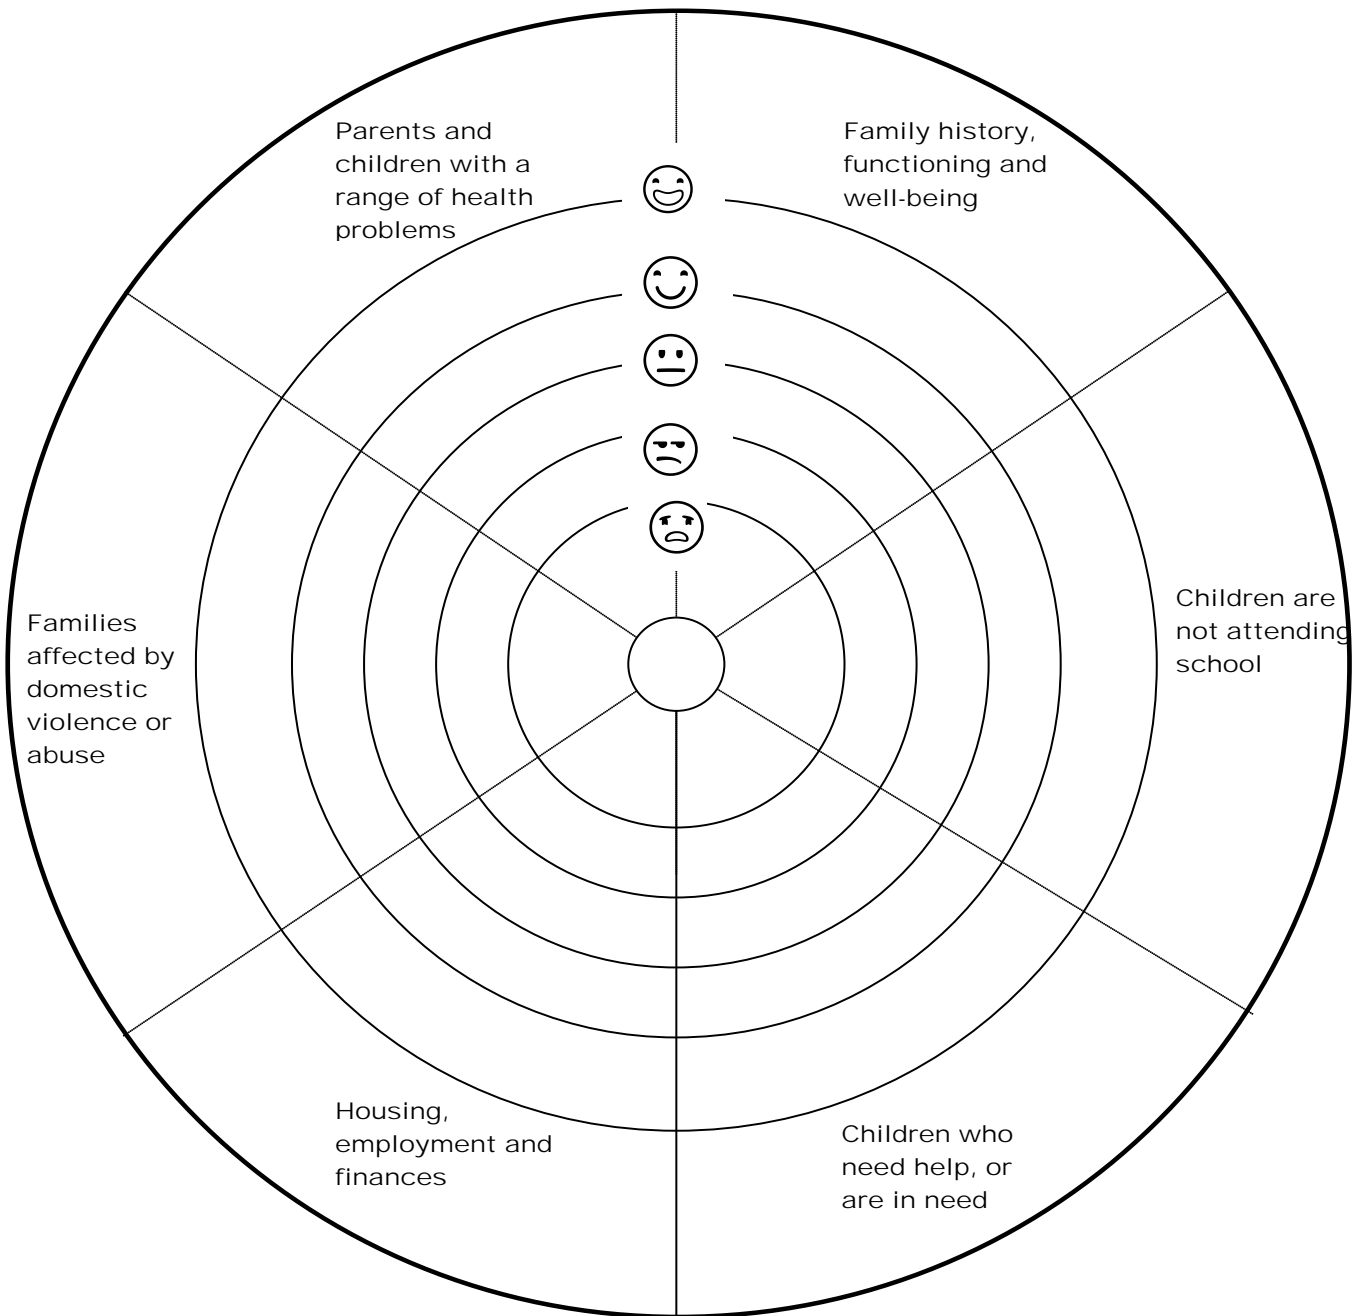 Parents and
children with a
range of health
problems
Family history,
functioning and
well-being
Families
affected by
domestic
violence or
abuse
Children are
not attending
school
Housing,
employment and
finances
Children who
need help, or
are in need